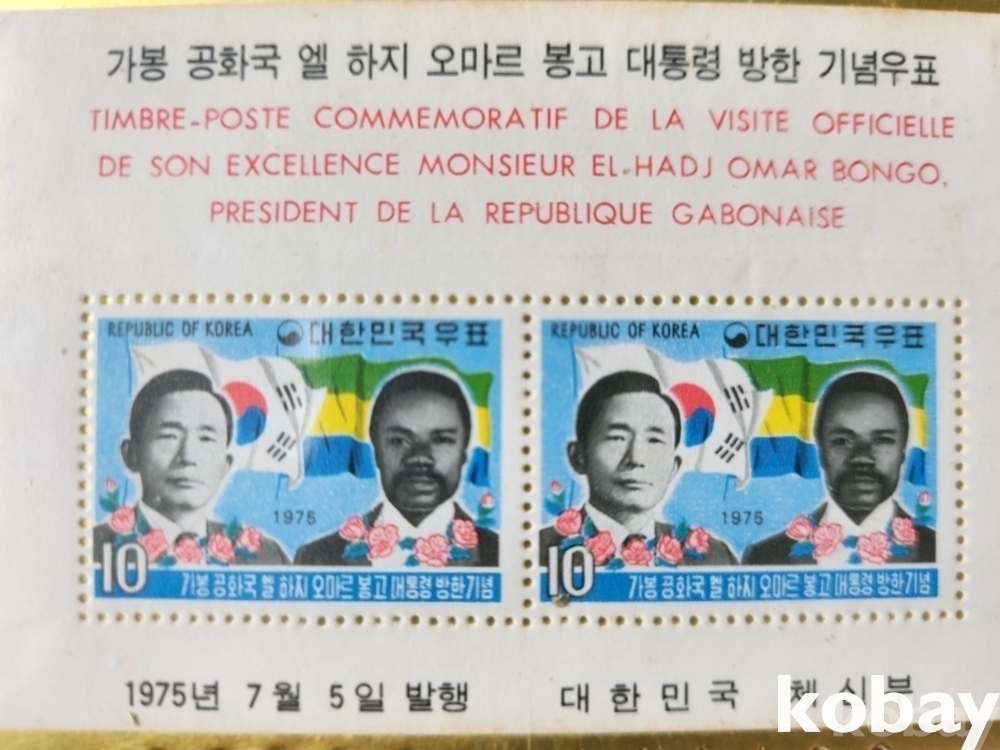 가봉 공화국 엘 하지 오마르 봉고 대통령 방한 기념우표
TIMBRE-POSTE COMMEMORATIF DE LA VISITE OFFICIELLE
DE SON EXCELLENCE MONSIEUR EL-HADJ OMAR BONGO,
PRESIDENT DE LA REPUBLIQUE GABONAISE
REPUBLIC OF KOREA 대한민국우표
1975
10
가봉 공화국 엘 하지 오마르 봉고 대통령 방한기념
REPUBLIC OF KOREA 대한민국우표
1975
10
가봉 공화국 엘 하지 오마르 봉고 대통령 방한기념
1975년 7월 5일 발행
대한민국 체신부
kobay